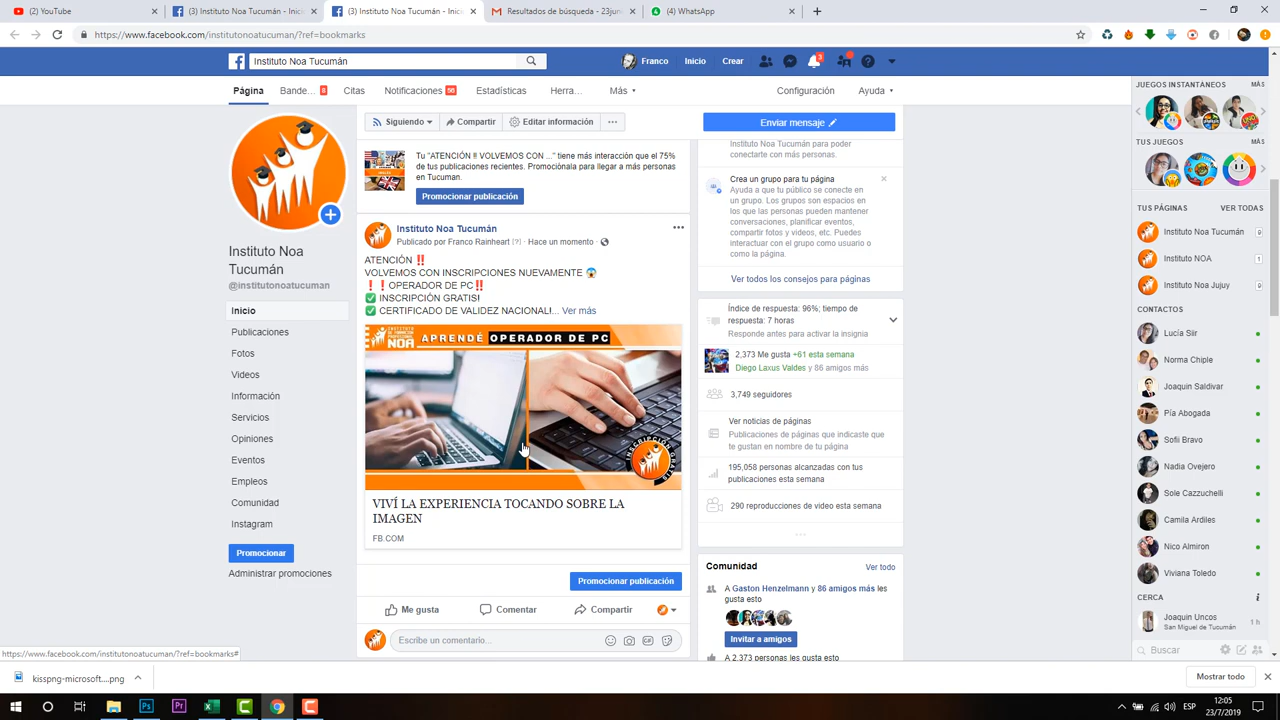 (2) YouTube
(3) Instituto Noa Tucumán - Inicio
(3) Instituto Noa Tucumán - Inicio
Resultados de búsqueda - 23jun
(4) WhatsApp
https://www.facebook.com/institutonoatucuman/?ref=bookmarks
Instituto Noa Tucumán
Franco
Inicio
Crear
3
Página
Bande... 8
Citas
Notificaciones 56
Estadísticas
Herra...
Más
Configuración
Ayuda
Siguiendo
Compartir
Editar información
Enviar mensaje
Instituto Noa Tucumán
@institutonoatucuman
Inicio
Publicaciones
Fotos
Videos
Información
Servicios
Opiniones
Eventos
Empleos
Comunidad
Instagram
Promocionar
Administrar promociones
Tu "ATENCIÓN !! VOLVEMOS CON ..." tiene más interacción que el 75%
de tus publicaciones recientes. Promociónala para llegar a más personas
en Tucuman.
Promocionar publicación
Instituto Noa Tucumán
Publicado por Franco Rainheart [?] · Hace un momento ·
ATENCIÓN ‼️
VOLVEMOS CON INSCRIPCIONES NUEVAMENTE 😱
❗❗OPERADOR DE PC‼️
✅ INSCRIPCIÓN GRATIS!
✅ CERTIFICADO DE VALIDEZ NACIONAL!... Ver más
NOA
APRENDÉ OPERADOR DE PC
INSCRIPCIÓN GRATIS
VIVÍ LA EXPERIENCIA TOCANDO SOBRE LA
IMAGEN
FB.COM
Promocionar publicación
Me gusta
Comentar
Compartir
Escribe un comentario...
Instituto Noa Tucumán para poder
conectarte con más personas.
Crea un grupo para tu página
Ayuda a que tu público se conecte en
un grupo. Los grupos son espacios en
los que las personas pueden mantener
conversaciones, planificar eventos,
compartir fotos y videos, etc. Puedes
interactuar con el grupo como usuario o
como la página.
Ver todos los consejos para páginas
Índice de respuesta: 96%; tiempo de
respuesta: 7 horas
Responde antes para activar la insignia
2,373 Me gusta +61 esta semana
Diego Laxus Valdes y 86 amigos más
3,749 seguidores
Ver noticias de páginas
Publicaciones de páginas que indicaste que
te gustan en nombre de tu página
195,058 personas alcanzadas con tus
publicaciones esta semana
290 reproducciones de video esta semana
Comunidad
Ver todo
A Gaston Henzelmann y 86 amigos más les
gusta esto
Invitar a amigos
A 2,373 personas les gusta esto
JUEGOS INSTANTÁNEOS
MÁS
TUS JUEGOS
MÁS
TUS PÁGINAS
VER TODAS
Instituto Noa Tucumán 9
Instituto NOA 1
Instituto Noa Jujuy 9
CONTACTOS
Lucía Siir
Norma Chiple
Joaquin Saldivar
Pía Abogada
Sofii Bravo
Nadia Ovejero
Sole Cazzuchelli
Camila Ardiles
Nico Almiron
Viviana Toledo
CERCA
Joaquin Uncos
San Miguel de Tucumán
1 h
Buscar
https://www.facebook.com/institutonoatucuman/?ref=bookmarks#
kisspng-microsoft....png
Mostrar todo
ESP
12:05
23/7/2019